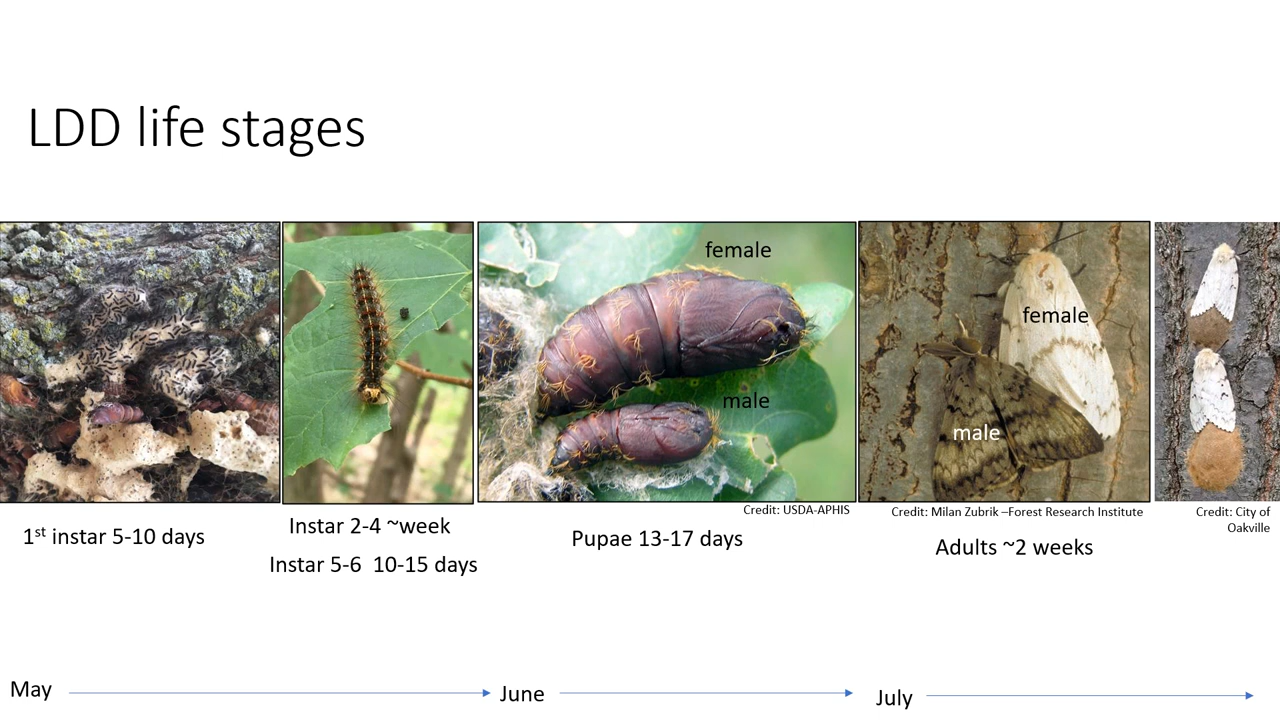 LDD life stages
female
male
female
male
Credit: USDA-APHIS
Credit: Milan Zubrik –Forest Research Institute
Credit: City of
Oakville
1st instar 5-10 days
Instar 2-4 ~week
Instar 5-6  10-15 days
Pupae 13-17 days
Adults ~2 weeks
May
June
July